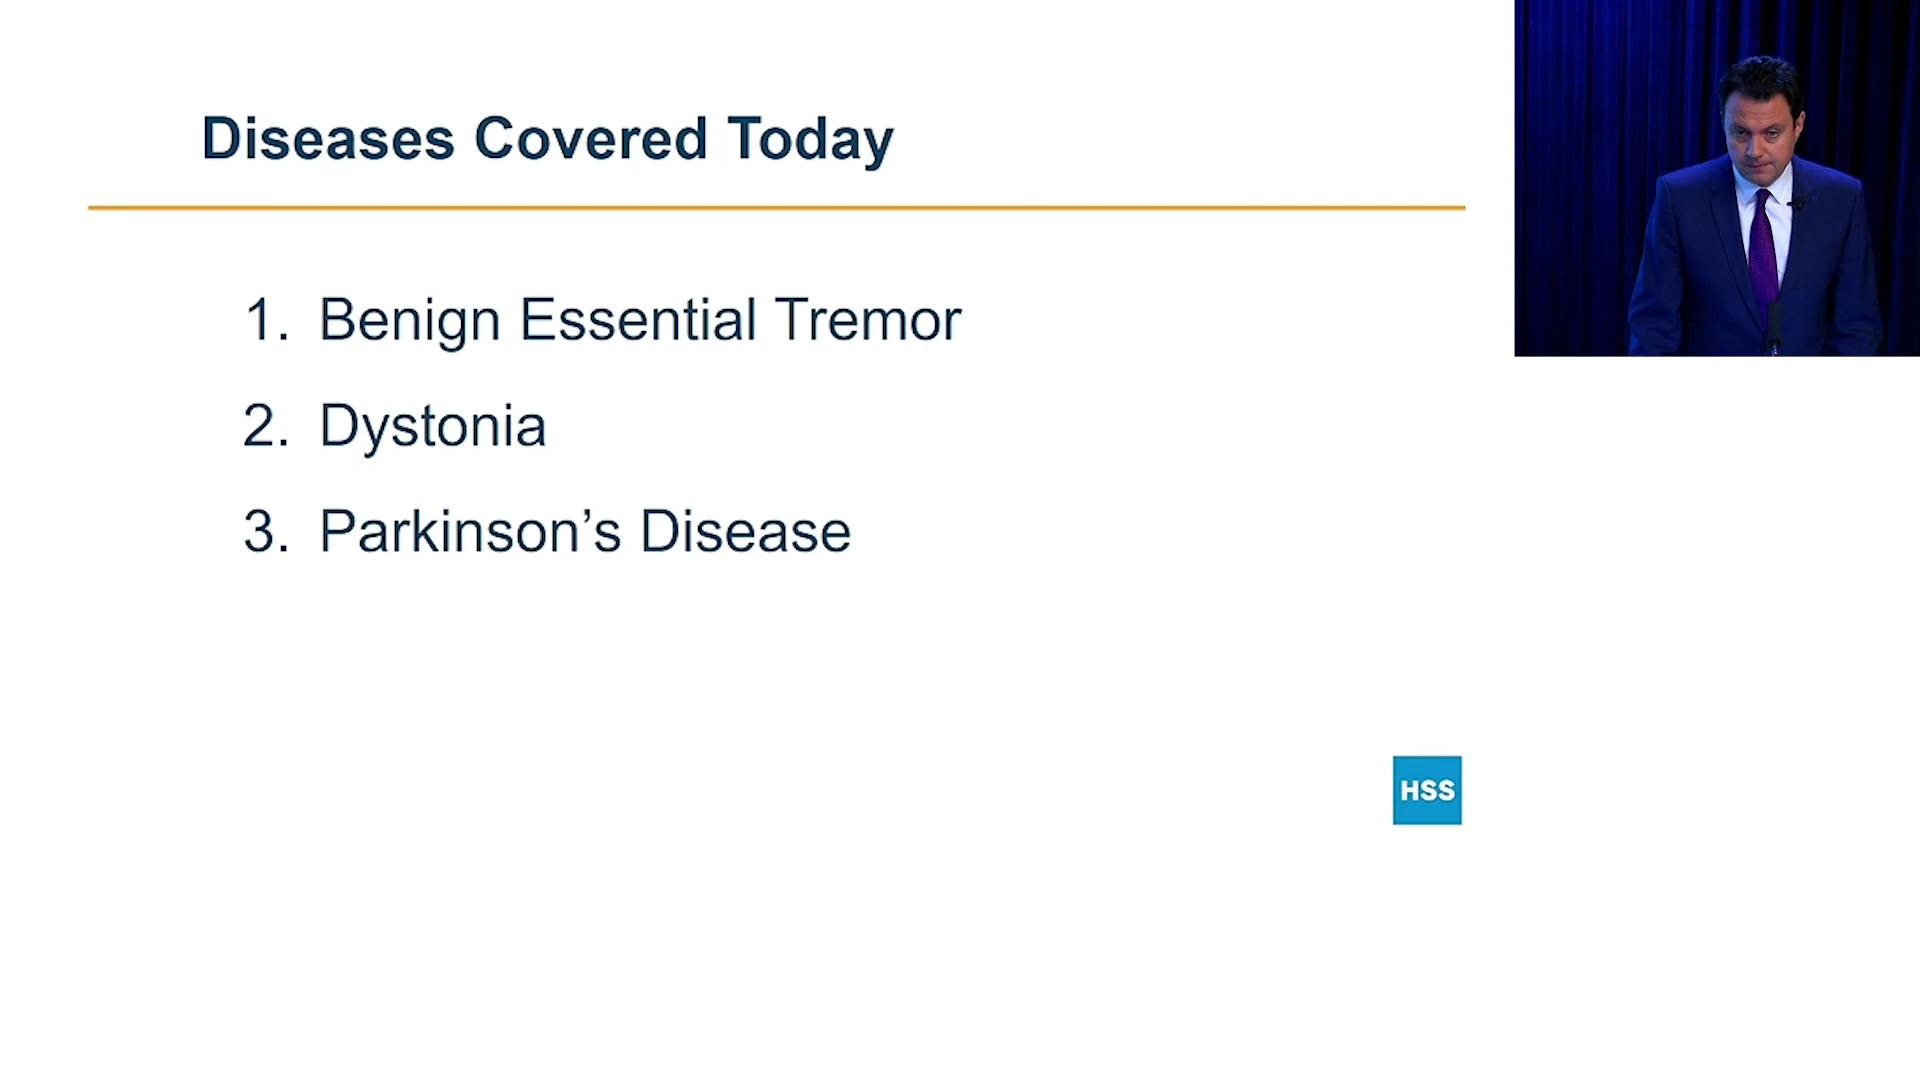 Diseases Covered Today
1. Benign Essential Tremor
2. Dystonia
3. Parkinson’s Disease
HSS